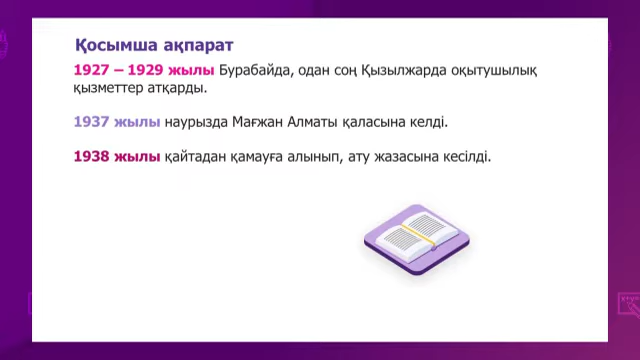 Қосымша ақпарат
1927 – 1929 жылы Бурабайда, одан соң Қызылжарда оқытушылық
қызметтер атқарды.
1937 жылы наурызда Мағжан Алматы қаласына келді.
1938 жылы қайтадан қамауға алынып, ату жазасына кесілді.